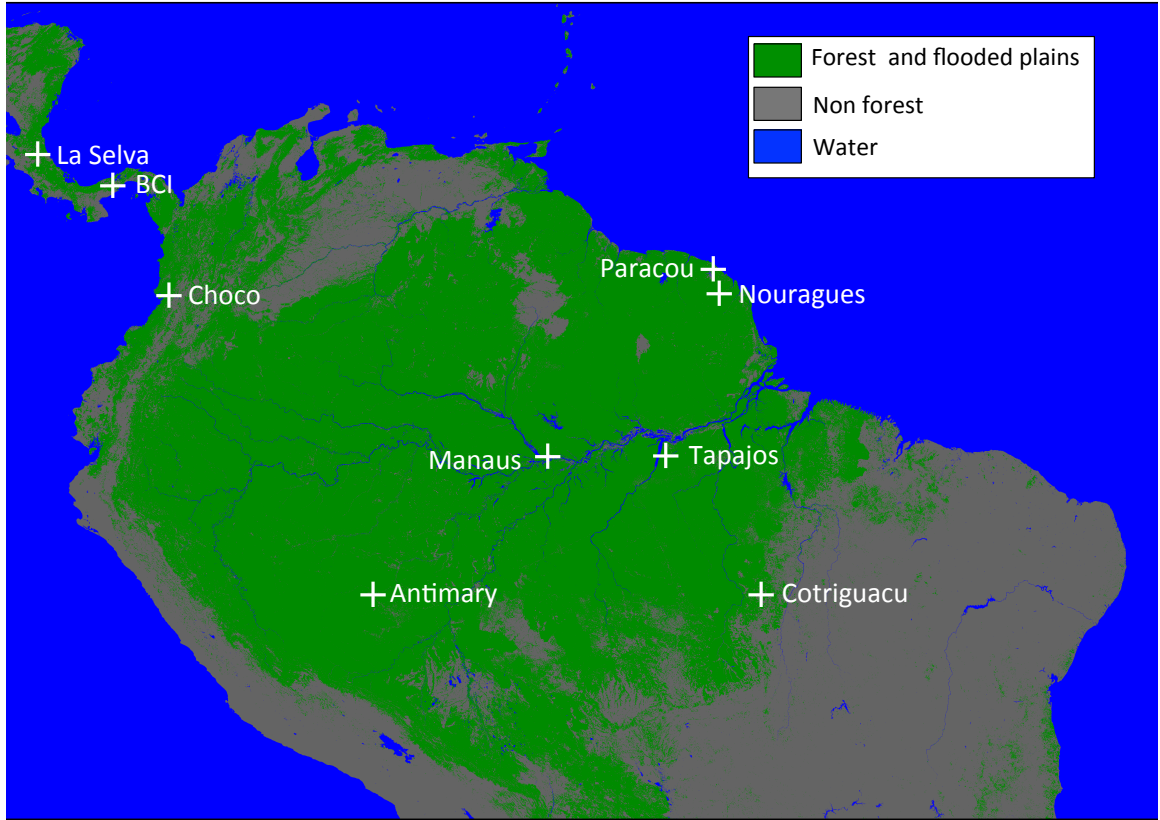 Forest and flooded plains
Non forest
Water
La Selva
BCI
Choco
Paracou
Nouragues
Manaus
Tapajos
Antimary
Cotriguacu